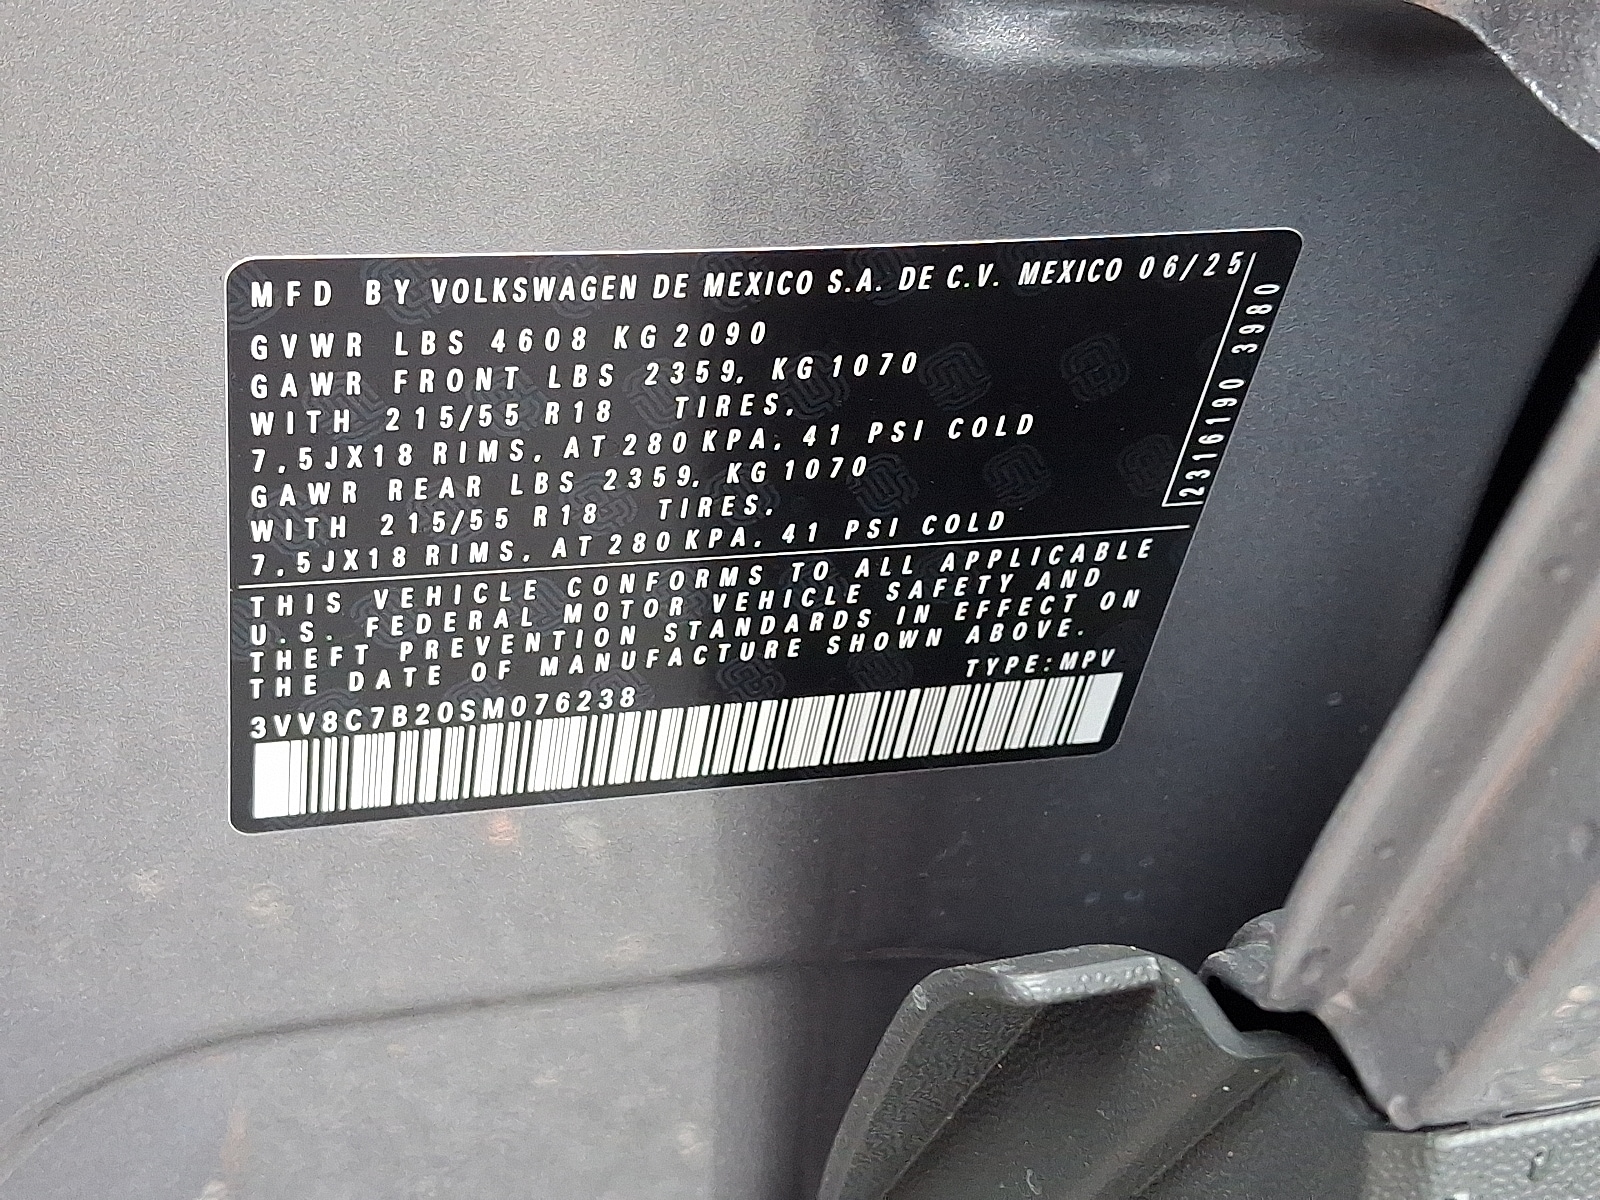 MFD BY VOLKSWAGEN DE MEXICO S.A. DE C.V. MEXICO 06/25
GVWR LBS 4608 KG 2090
GAWR FRONT LBS 2359, KG 1070
WITH 215/55 R18 TIRES,
7.5JX18 RIMS, AT 280 KPA, 41 PSI COLD
GAWR REAR LBS 2359, KG 1070
WITH 215/55 R18 TIRES,
7.5JX18 RIMS, AT 280 KPA, 41 PSI COLD
2316190 3980
THIS VEHICLE CONFORMS TO ALL APPLICABLE
U.S. FEDERAL MOTOR VEHICLE SAFETY AND
THEFT PREVENTION STANDARDS IN EFFECT ON
THE DATE OF MANUFACTURE SHOWN ABOVE.
TYPE:MPV
3VV8C7B20SM076238